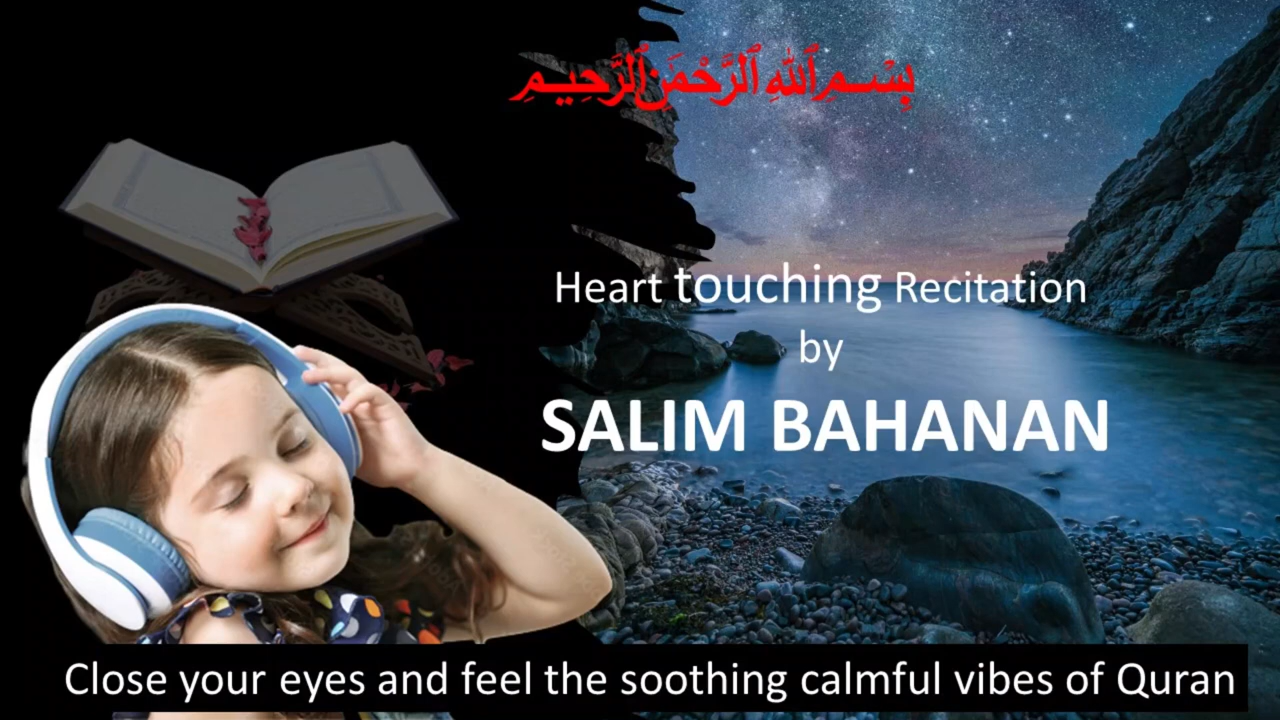 بِسْمِ ٱللَّهِ ٱلرَّحْمَٰنِ ٱلرَّحِيمِ
Heart touching Recitation
by
SALIM BAHANAN
Close your eyes and feel the soothing calmful vibes of Quran